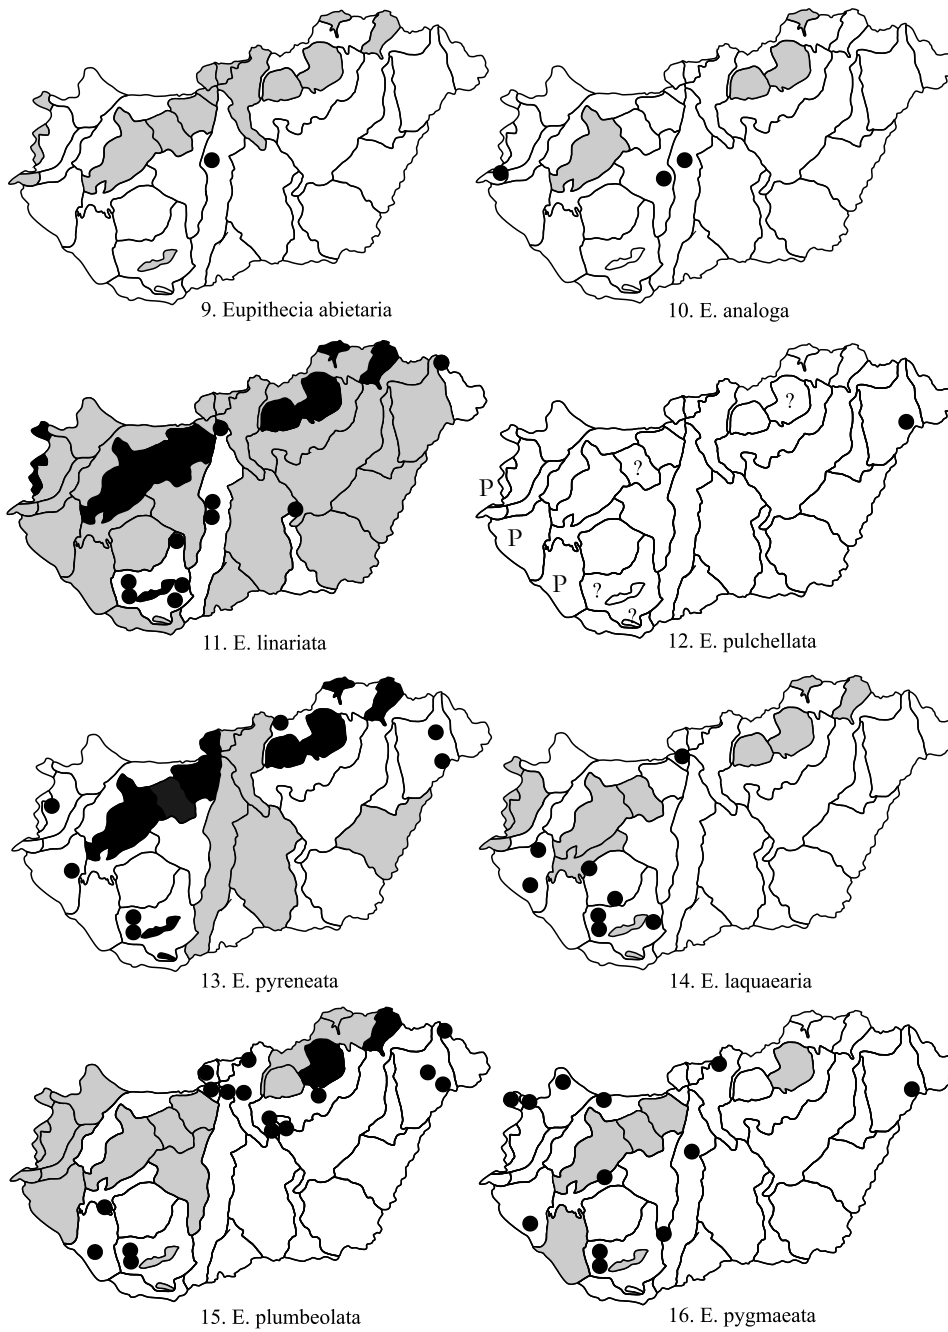 9. Eupithecia abietaria
10. E. analoga
11. E. linariata
?
?
P
P
P
?
?
12. E. pulchellata
13. E. pyreneata
14. E. laquaearia
15. E. plumbeolata
16. E. pygmaeata